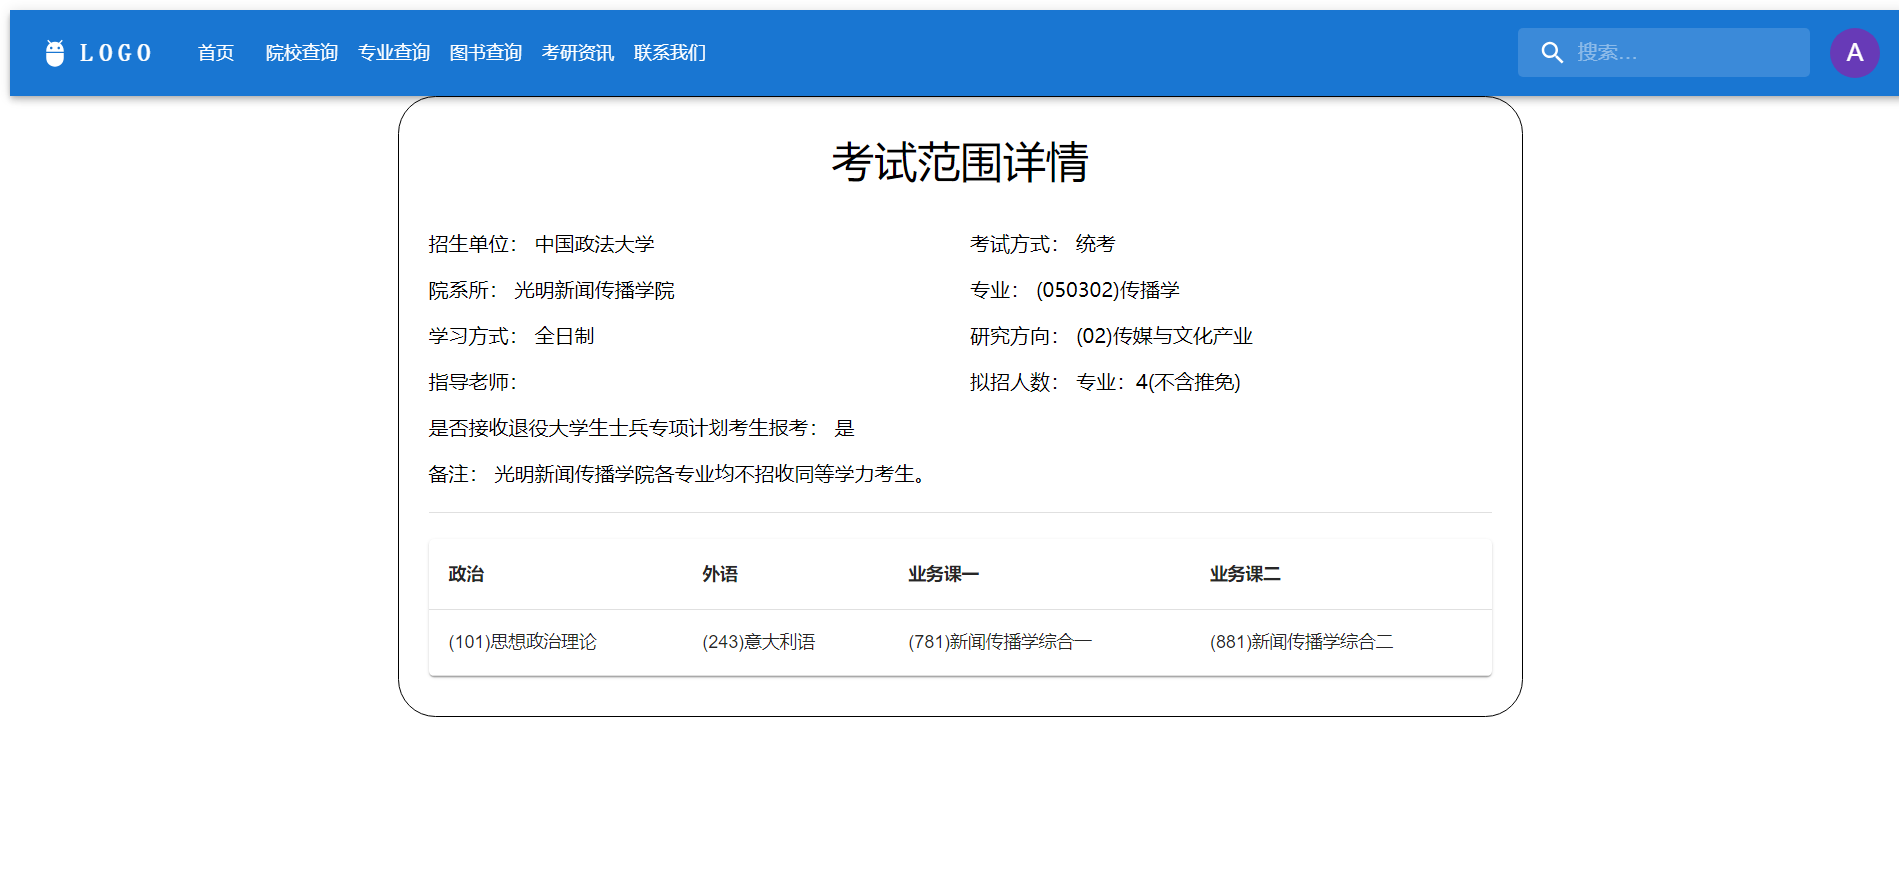 LOGO 首页 院校查询 专业查询 图书查询 考研资讯 联系我们 搜索... A
考试范围详情
招生单位： 中国政法大学 考试方式： 统考
院系所： 光明新闻传播学院 专业： (050302)传播学
学习方式： 全日制 研究方向： (02)传媒与文化产业
指导老师： 拟招人数： 专业：4(不含推免)
是否接收退役大学生士兵专项计划考生报考： 是
备注： 光明新闻传播学院各专业均不招收同等学力考生。
政治 外语 业务课一 业务课二
(101)思想政治理论 (243)意大利语 (781)新闻传播学综合一 (881)新闻传播学综合二